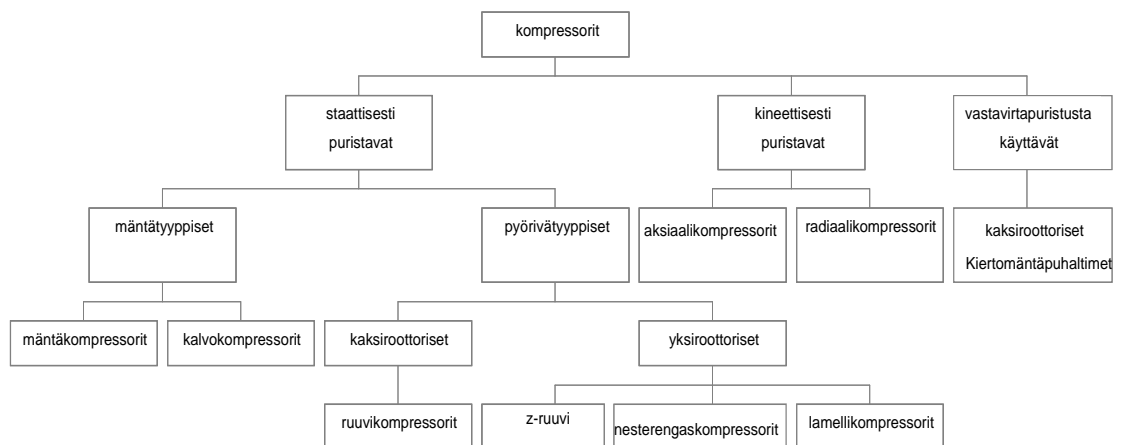 kompressorit
staattisesti
puristavat
kineettisesti
puristavat
vastavirtapuristusta
käyttävät
mäntätyyppiset
pyörivätyyppiset
aksiaalikompressorit
radiaalikompressorit
kaksiroottoriset
Kiertomäntäpuhaltimet
mäntäkompressorit
kalvokompressorit
kaksiroottoriset
yksiroottoriset
ruuvikompressorit
z-ruuvi
nesterengaskompressorit
lamellikompressorit